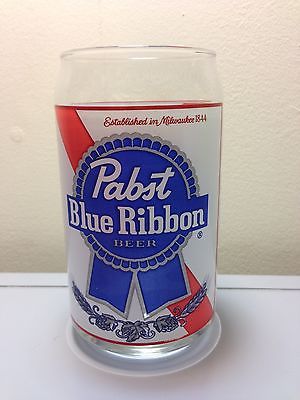 Established in Milwaukee 1844
Pabst
Blue Ribbon®
BEER